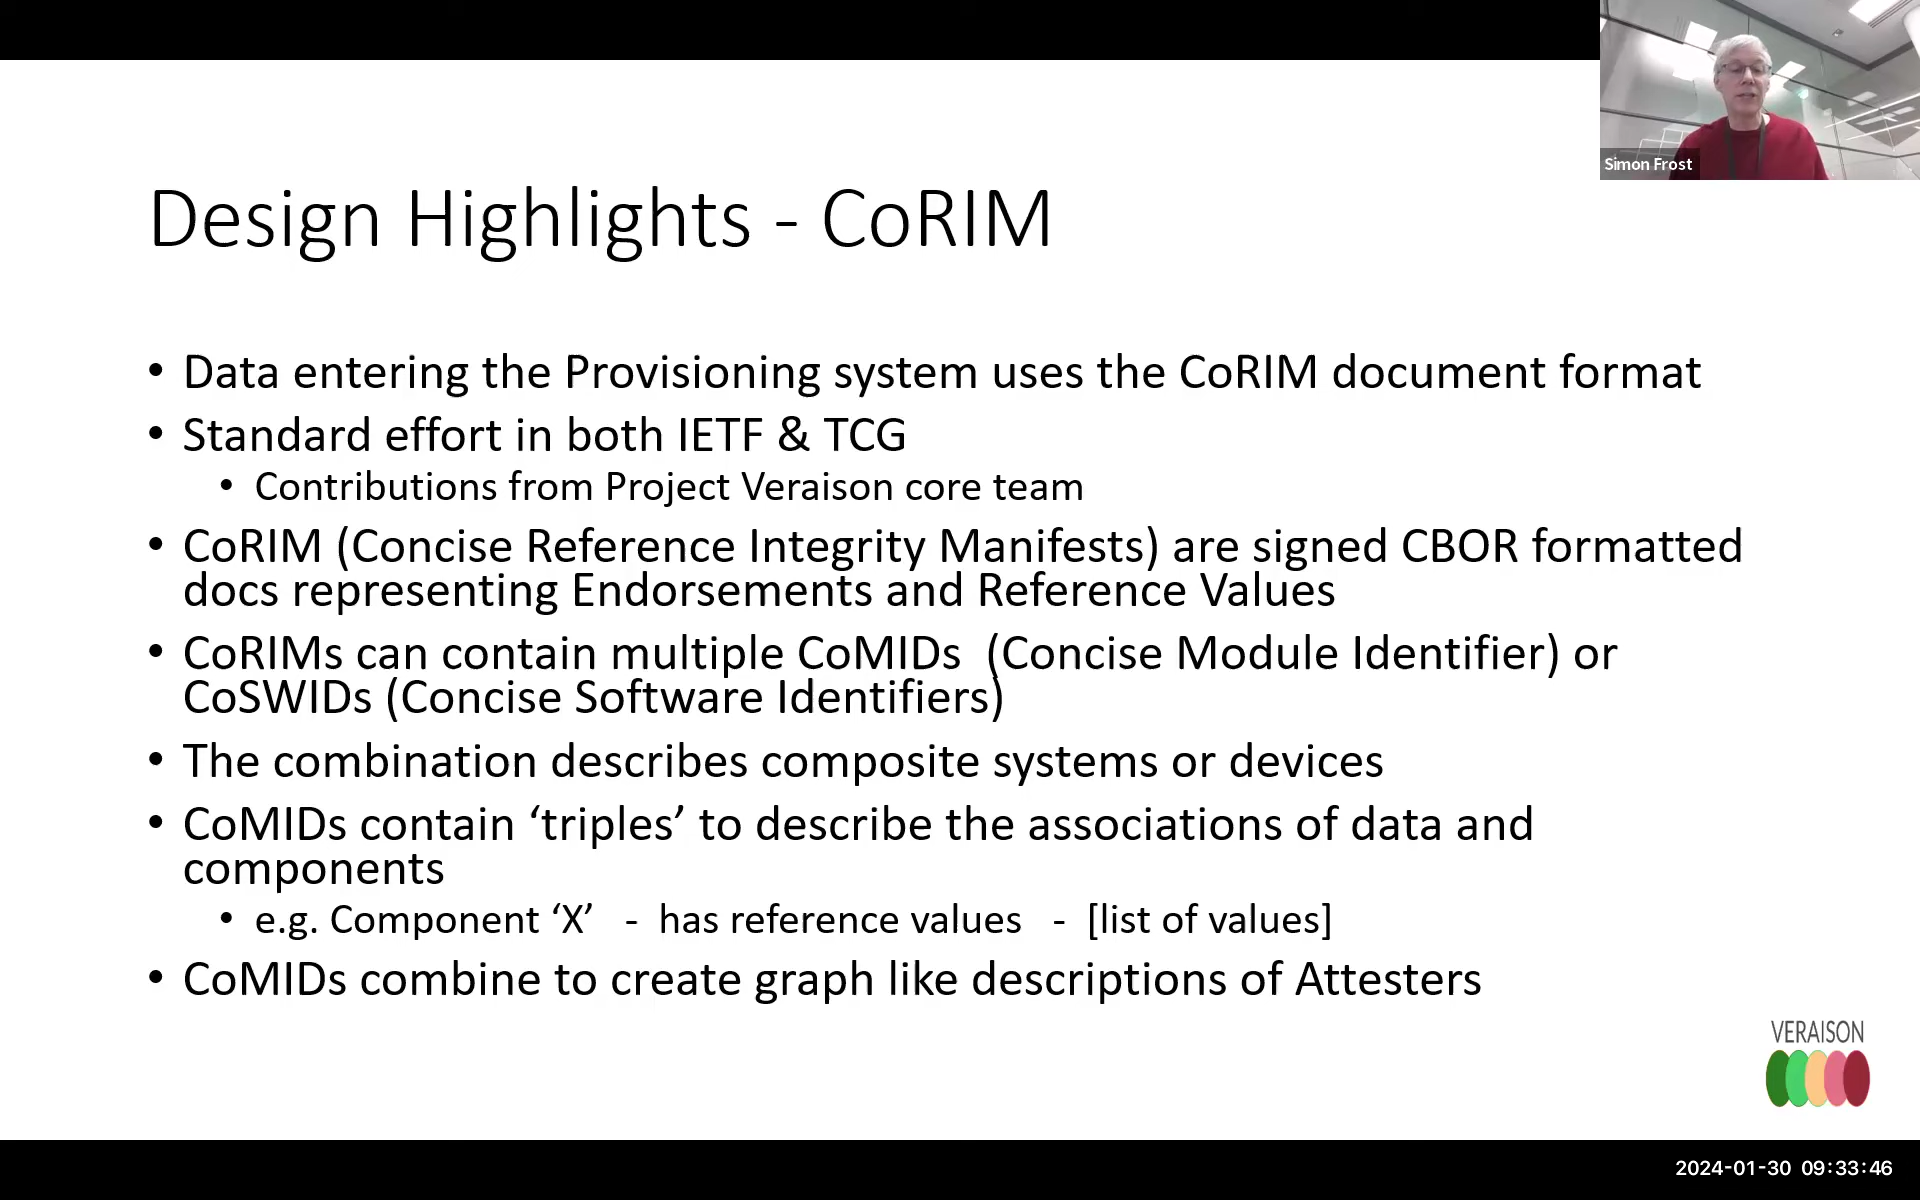 Simon Frost
Design Highlights - CoRIM
• Data entering the Provisioning system uses the CoRIM document format
• Standard effort in both IETF & TCG
• Contributions from Project Veraison core team
• CoRIM (Concise Reference Integrity Manifests) are signed CBOR formatted
docs representing Endorsements and Reference Values
• CoRIMs can contain multiple CoMIDs  (Concise Module Identifier) or
CoSWIDs (Concise Software Identifiers)
• The combination describes composite systems or devices
• CoMIDs contain ‘triples’ to describe the associations of data and
components
• e.g. Component ‘X’   -  has reference values   -  [list of values]
• CoMIDs combine to create graph like descriptions of Attesters
VERAISON
2024-01-30 09:33:46